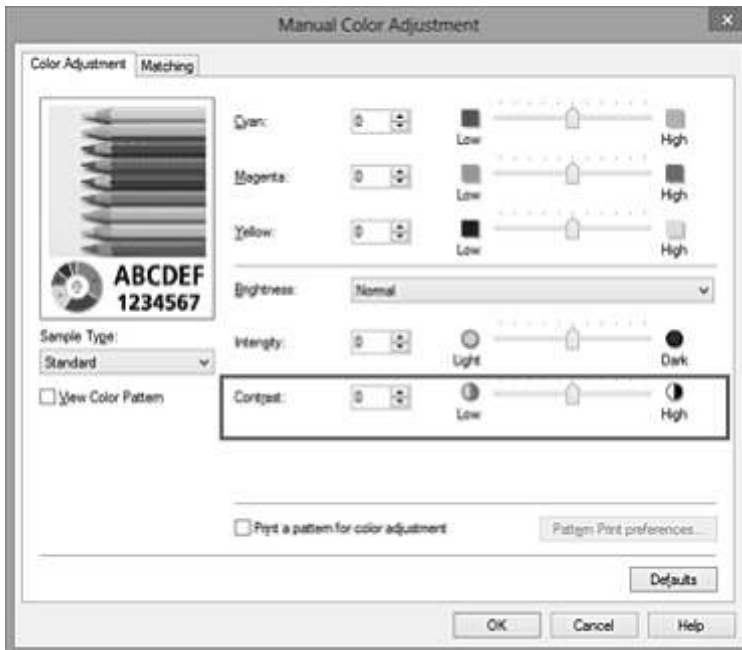 Manual Color Adjustment
Color Adjustment Matching
Cyan: 0 Low High
Magenta: 0 Low High
Yellow: 0 Low High
ABCDEF
1234567
Brightness: Normal
Sample Type:
Standard
Intensity: 0 Light Dark
View Color Pattern
Contrast: 0 Low High
Print a pattern for color adjustment Pattern Print preferences...
Defaults
OK Cancel Help